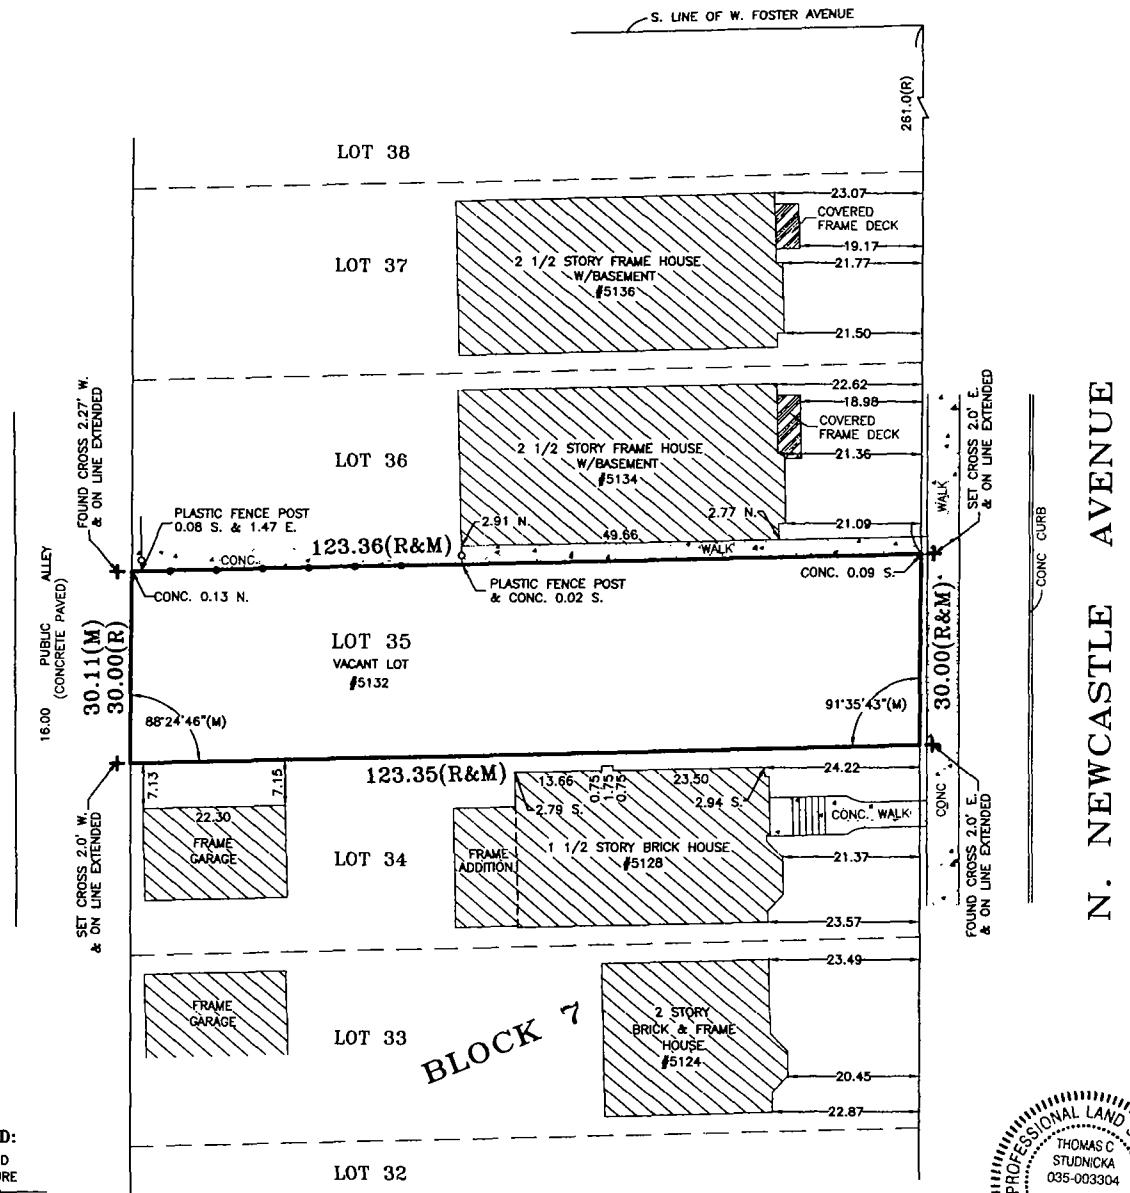 S. LINE OF W. FOSTER AVENUE
261.0(R)
LOT 38
23.07
COVERED
FRAME DECK
19.17
21.77
LOT 37
2 1/2 STORY FRAME HOUSE
W/BASEMENT
#5136
21.50
22.62
18.98
COVERED
FRAME DECK
21.36
LOT 36
2 1/2 STORY FRAME HOUSE
W/BASEMENT
#5134
21.09
FOUND CROSS 2.27' W.
& ON LINE EXTENDED
SET CROSS 2.0' E.
& ON LINE EXTENDED
WALK
CONC CURB
N. NEWCASTLE AVENUE
PLASTIC FENCE POST
0.08 S. & 1.47 E.
2.91 N.
2.77 N.
49.66
123.36(R&M)
CONC.
WALK
PLASTIC FENCE POST
& CONC. 0.02 S.
CONC. 0.09 S.
CONC. 0.13 N.
16.00 PUBLIC ALLEY
(CONCRETE PAVED)
30.11(M)
30.00(R)
LOT 35
VACANT LOT
#5132
30.00(R&M)
88°24'46"(M)
91°35'43"(M)
123.35(R&M)
7.13
7.15
13.66
0.75
1.75
0.75
23.50
24.22
2.79 S.
2.94 S.
22.30
FRAME
GARAGE
LOT 34
FRAME
ADDITION
1 1/2 STORY BRICK HOUSE
#5128
CONC. WALK
CONC
21.37
23.57
SET CROSS 2.0' W.
& ON LINE EXTENDED
FOUND CROSS 2.0' E.
& ON LINE EXTENDED
23.49
FRAME
GARAGE
LOT 33
BLOCK 7
2 STORY
BRICK & FRAME
HOUSE
#5124
20.45
22.87
LOT 32
D:
D
RE
PROFESSIONAL LAND S
THOMAS C
STUDNICKA
035-003304